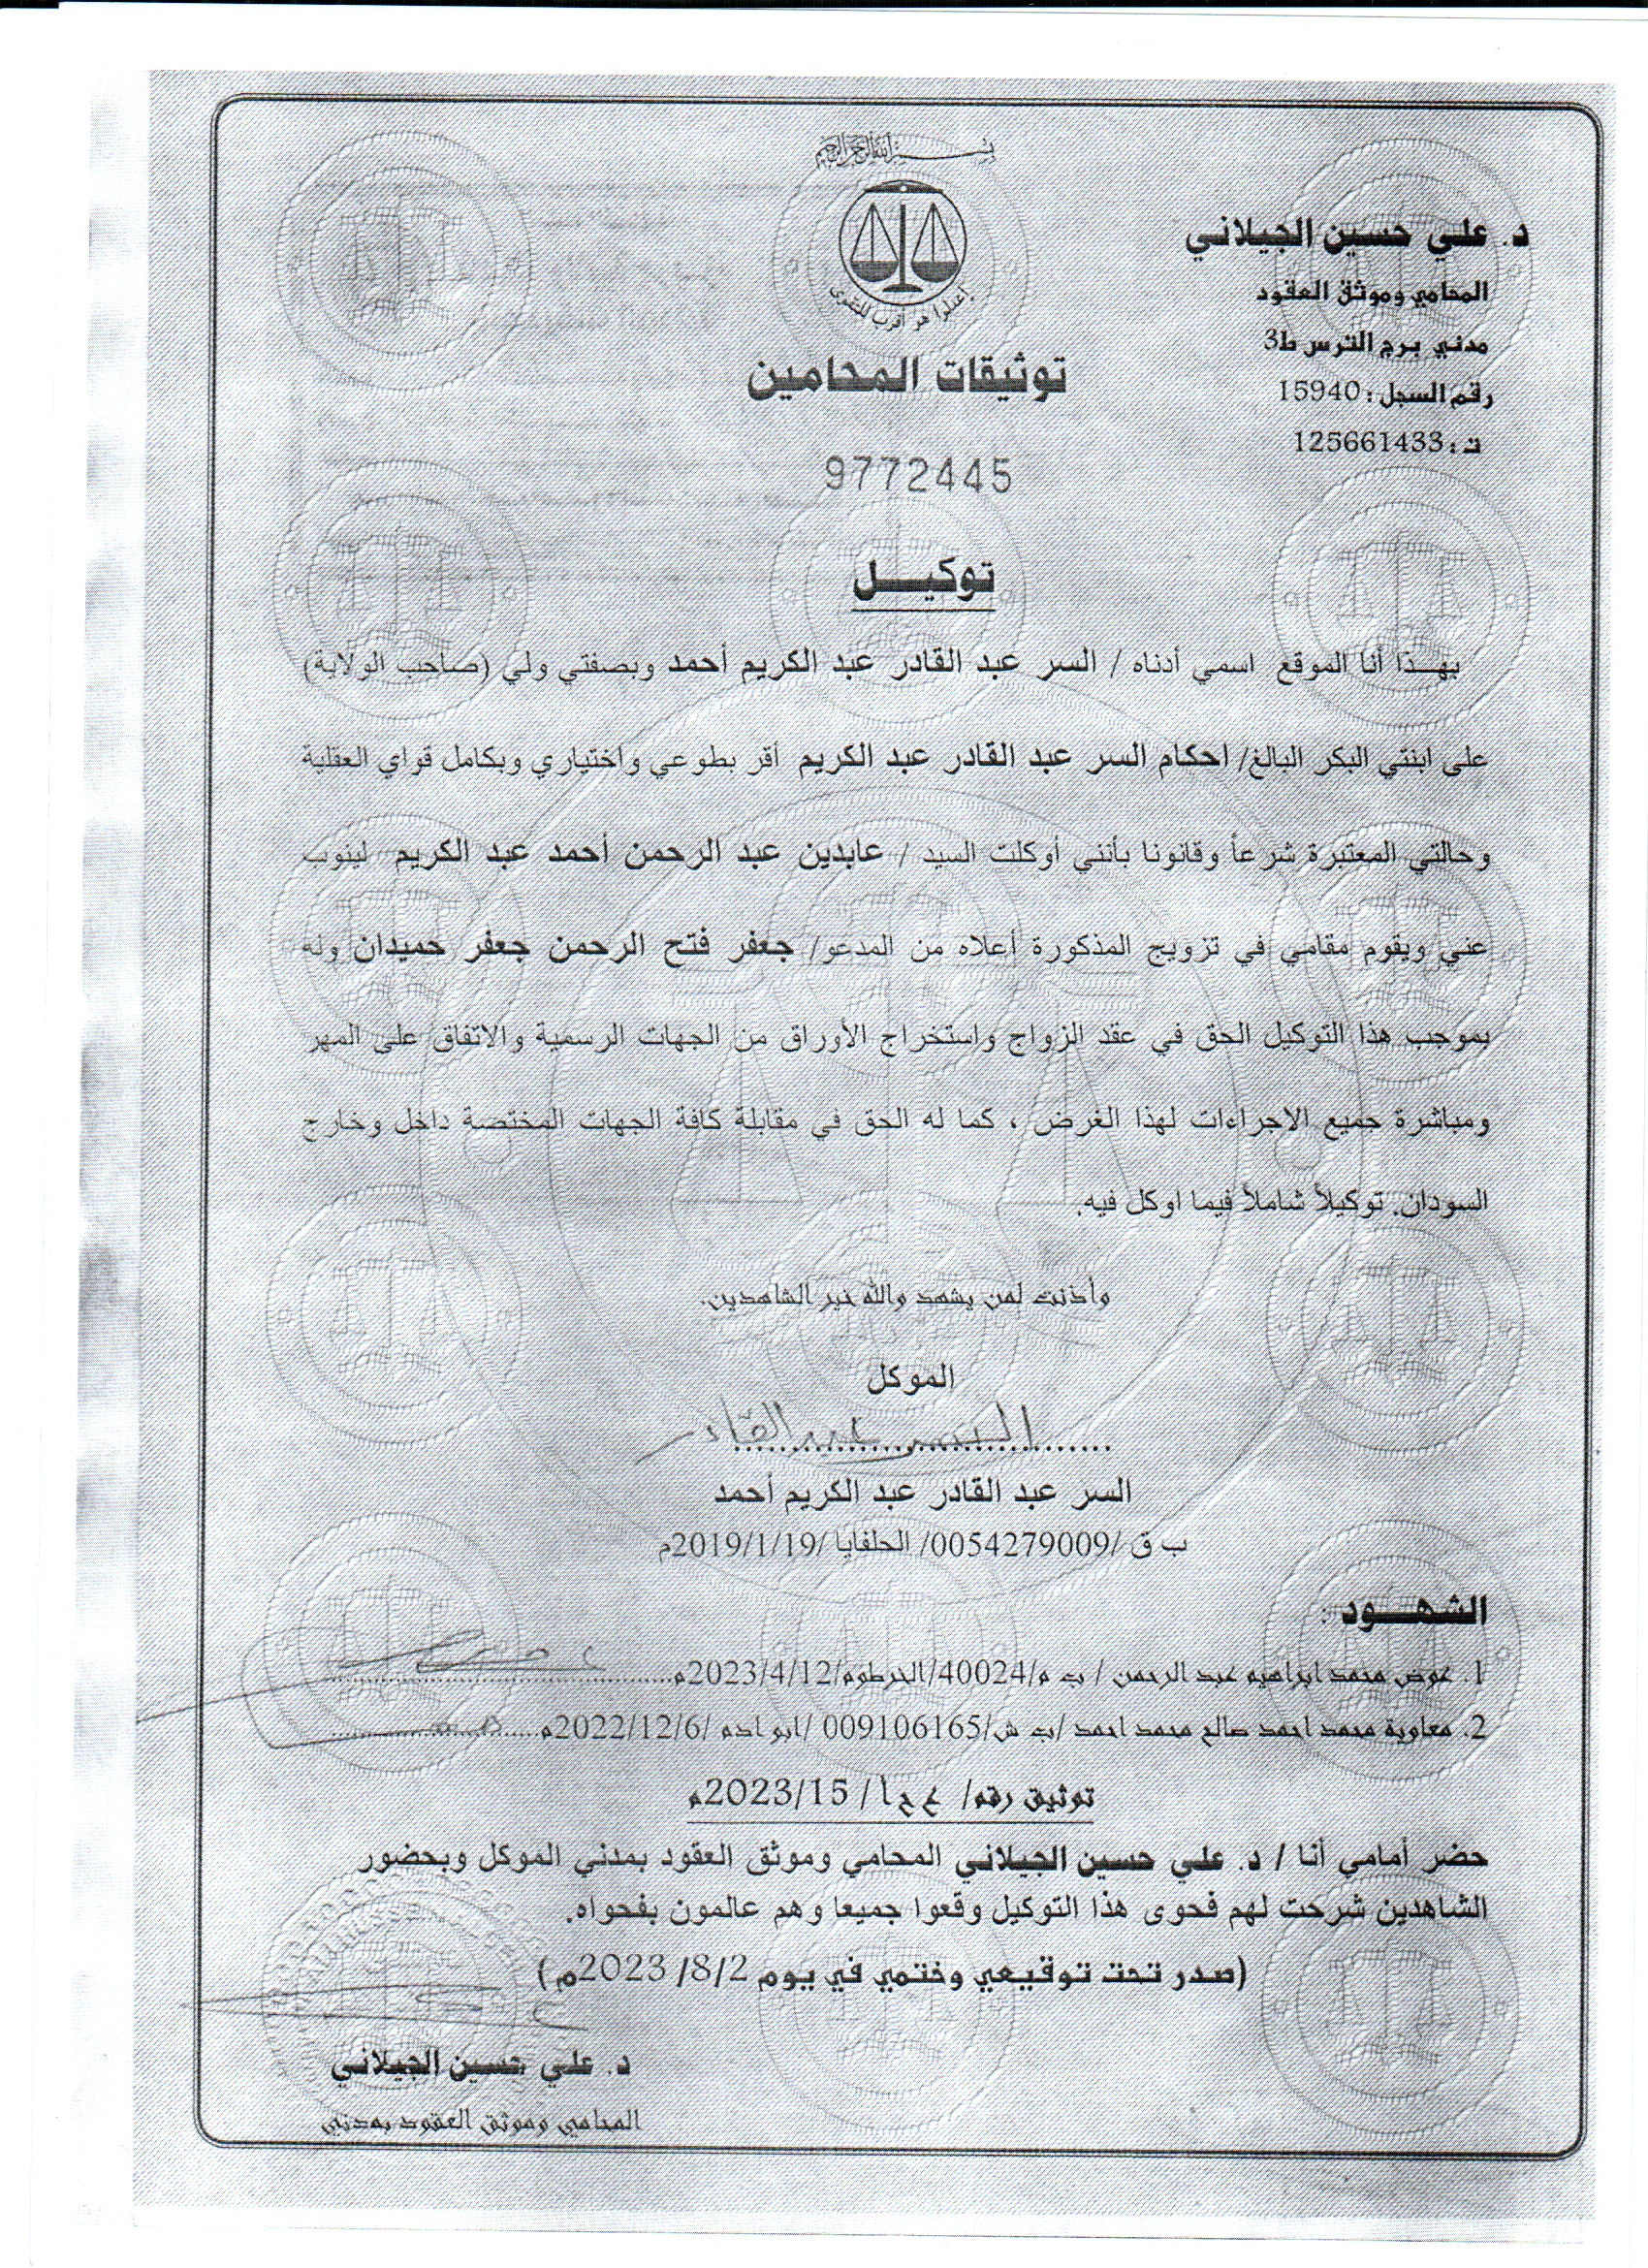 بسم الله الرحمن الرحيم
اعدلوا هو أقرب للتقوى
د. علي حسين الجيلاني
المحامي وموثق العقود
مدني برج الترس ط3
رقم السجل : 15940
ت : 125661433
توثيقات المحامين
9772445
توكيـــل
بهـذا أنا الموقع اسمي أدناه / السر عبد القادر عبد الكريم أحمد وبصفتي ولي (صاحب الولاية)
على ابنتي البكر البالغ/ احكام السر عبد القادر عبد الكريم أقر بطوعي واختياري وبكامل قواي العقلية
وحالتي المعتبرة شرعاً وقانونا بأنني أوكلت السيد / عابدين عبد الرحمن أحمد عبد الكريم لينوب
عني ويقوم مقامي في تزويج المذكورة أعلاه من المدعو/ جعفر فتح الرحمن جعفر حميدان وله
بموجب هذا التوكيل الحق في عقد الزواج واستخراج الأوراق من الجهات الرسمية والاتفاق على المهر
ومباشرة جميع الاجراءات لهذا الغرض ، كما له الحق في مقابلة كافة الجهات المختصة داخل وخارج
السودان. توكيلاً شاملاً فيما اوكل فيه.
وأذنت لمن يشهد والله خير الشاهدين.
الموكل
السر عبد القادر
السر عبد القادر عبد الكريم أحمد
ب ق /0054279009/ الحلفايا /2019/1/19م
الشهـــود :
1. عوض محمد ابراهيم عبد الرحمن / ب م/40024/الخرطوم/2023/4/12م
2. معاوية محمد احمد صالح محمد احمد /ب ش/009106165 /ابو ادم /2022/12/6م
توثيق رقم/ ع ح ا / 2023/15م
حضر أمامي أنا / د. علي حسين الجيلاني المحامي وموثق العقود بمدني الموكل وبحضور
الشاهدين شرحت لهم فحوى هذا التوكيل وقعوا جميعا وهم عالمون بفحواه.
(صدر تحت توقيعي وختمي في يوم 2/8/ 2023م )
د. علي حسين الجيلاني
المحامي وموثق العقود بمدني